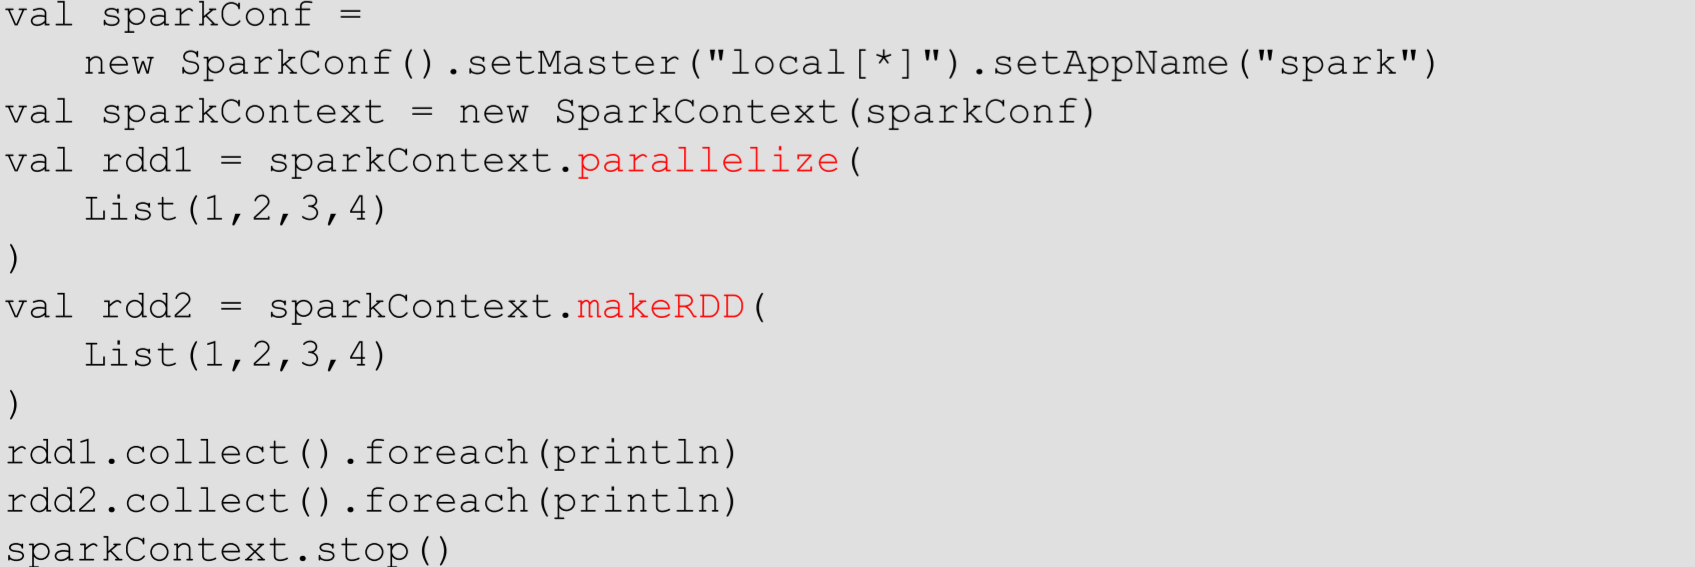 val sparkConf =
    new SparkConf().setMaster("local[*]").setAppName("spark")
val sparkContext = new SparkContext(sparkConf)
val rdd1 = sparkContext.parallelize(
    List(1,2,3,4)
)
val rdd2 = sparkContext.makeRDD(
    List(1,2,3,4)
)
rdd1.collect().foreach(println)
rdd2.collect().foreach(println)
sparkContext.stop()